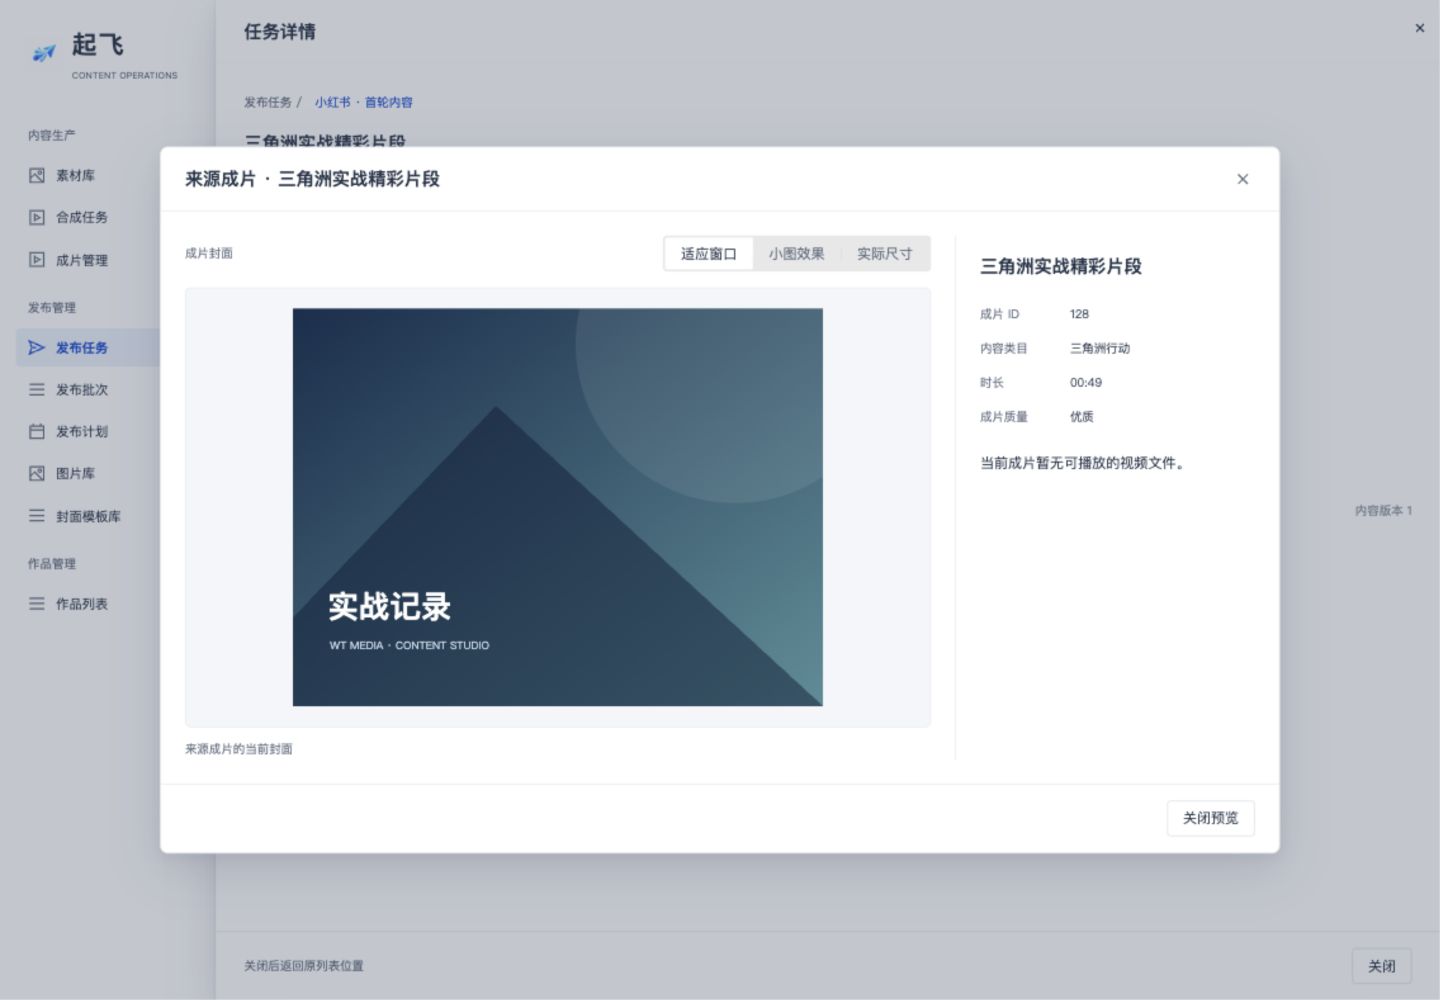 起飞
CONTENT OPERATIONS
内容生产
素材库
合成任务
成片管理
发布管理
发布任务
发布批次
发布计划
图片库
封面模板库
作品管理
作品列表
任务详情
×
发布任务 / 小红书 · 首轮内容
三角洲实战精彩片段
来源成片 · 三角洲实战精彩片段
×
成片封面
适应窗口 小图效果 实际尺寸
实战记录
WT MEDIA · CONTENT STUDIO
来源成片的当前封面
三角洲实战精彩片段
成片 ID 128
内容类目 三角洲行动
时长 00:49
成片质量 优质
当前成片暂无可播放的视频文件。
关闭预览
内容版本 1
关闭后返回原列表位置
关闭